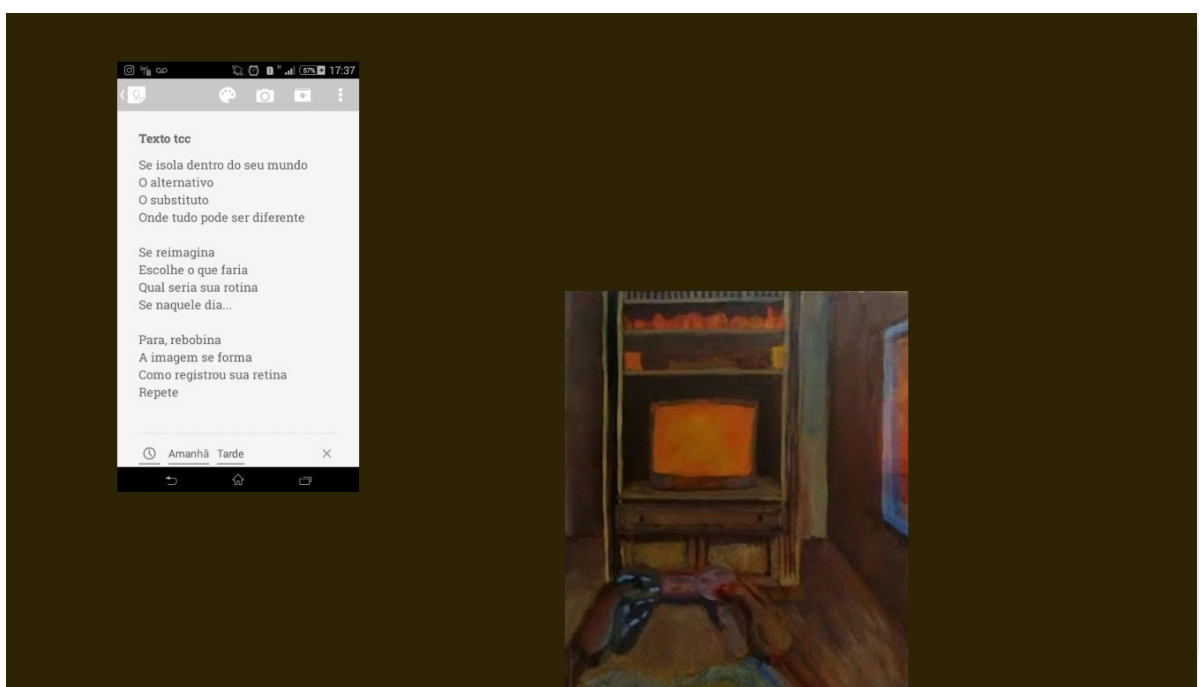 57% 17:37
Texto tcc
Se isola dentro do seu mundo
O alternativo
O substituto
Onde tudo pode ser diferente
Se reimagina
Escolhe o que faria
Qual seria sua rotina
Se naquele dia...
Para, rebobina
A imagem se forma
Como registrou sua retina
Repete
Amanhã Tarde